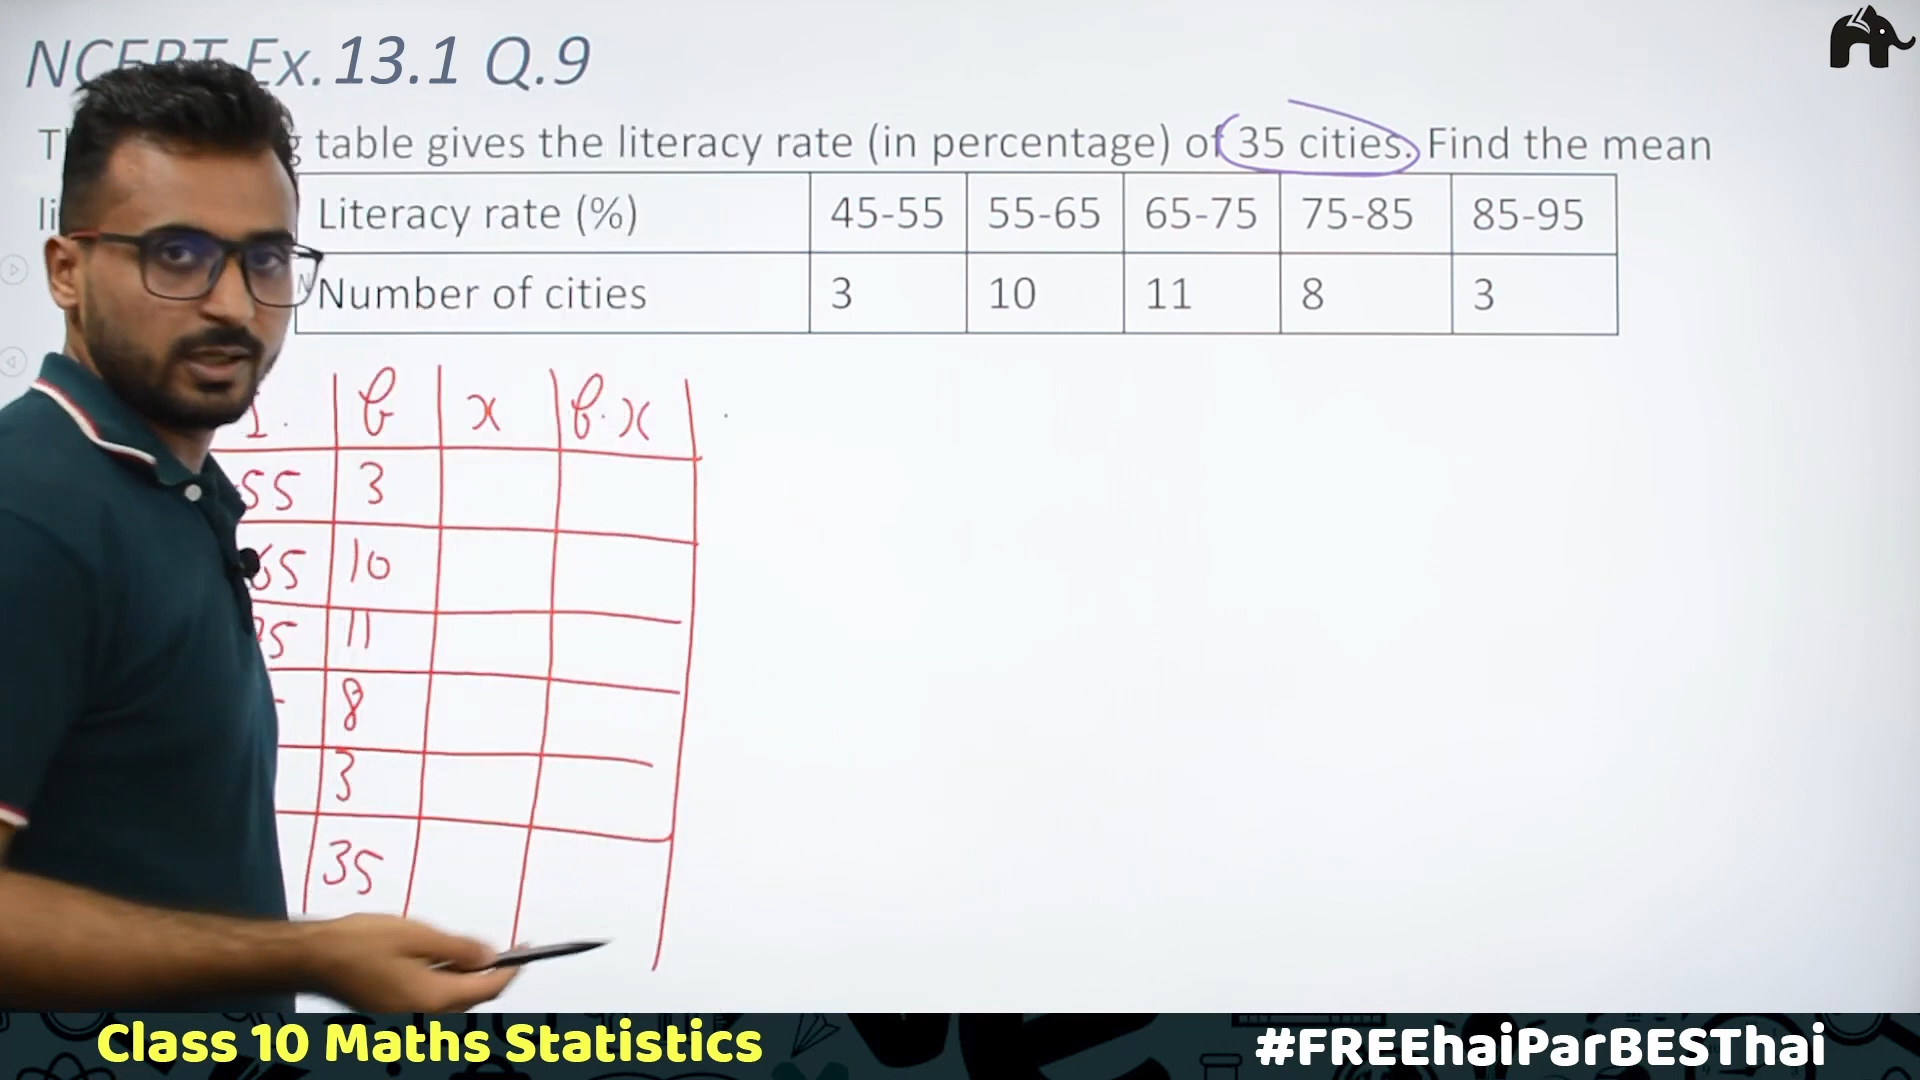 NCERT Ex. 13.1 Q.9
table gives the literacy rate (in percentage) of 35 cities. Find the mean
Literacy rate (%) 45-55 55-65 65-75 75-85 85-95
Number of cities 3 10 11 8 3
f x f.x
55 3
65 10
75 11
8
3
35
Class 10 Maths Statistics
#FREEhaiParBESThai